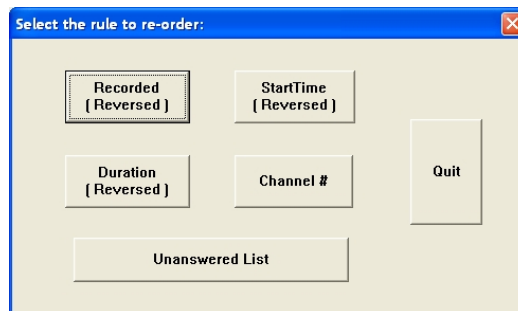 Select the rule to re-order:
Recorded
( Reversed )
StartTime
( Reversed )
Duration
( Reversed )
Channel #
Quit
Unanswered List